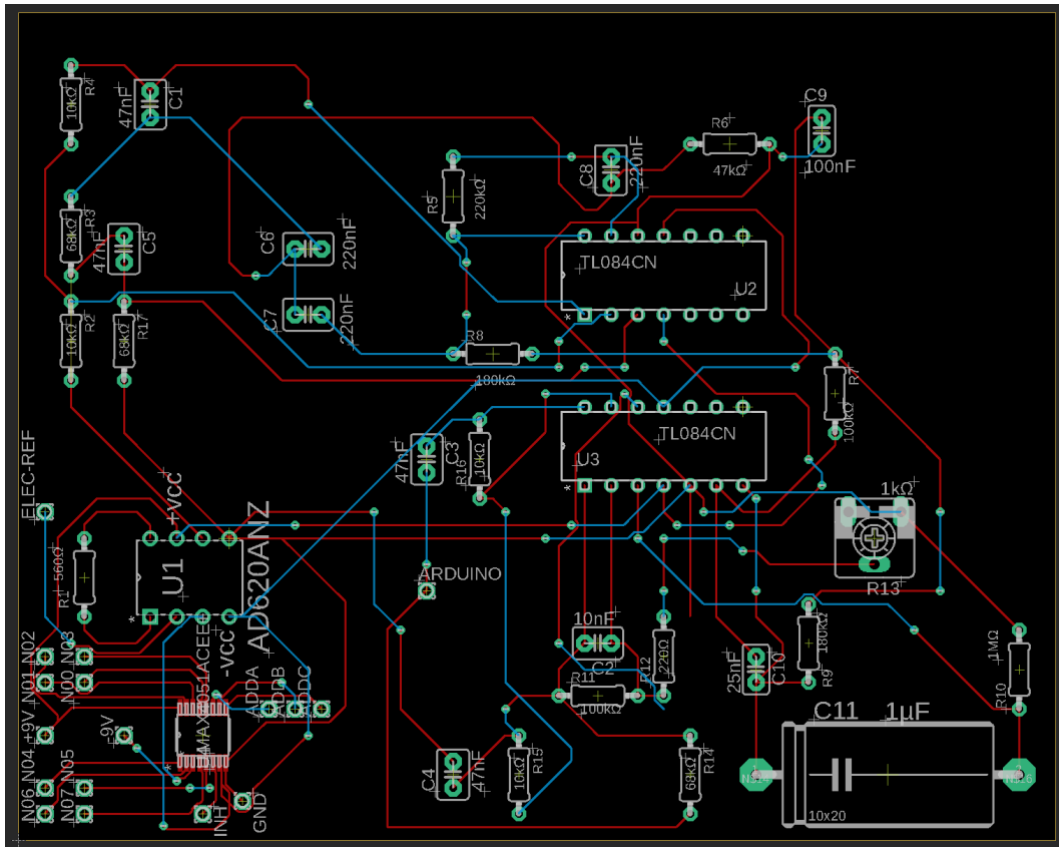 R4
10kΩ
47nF
C1
R3
68kΩ
47nF
C5
C6
220nF
C7
220nF
R2
10kΩ
R17
68kΩ
R5
220kΩ
C8
220nF
R6
47kΩ
C9
100nF
TL084CN
U2
*
R8
180kΩ
R7
100kΩ
TL084CN
U3
*
47nF
C3
R16
10kΩ
ELEC-REF
+VCC
R1
560Ω
U1
*
AD620ANZ
-VCC
ARDUINO
1kΩ
R13
N02
N03
N01
N00
+9V
-9V
N04
N05
N06
N07
ADDA
ADDB
ADDC
*
INH
GND
10nF
C2
R11
100kΩ
R12
220Ω
25nF
C10
R9
180kΩ
1MΩ
R10
C4
47nF
R15
10kΩ
R14
68kΩ
C11
1µF
10x20